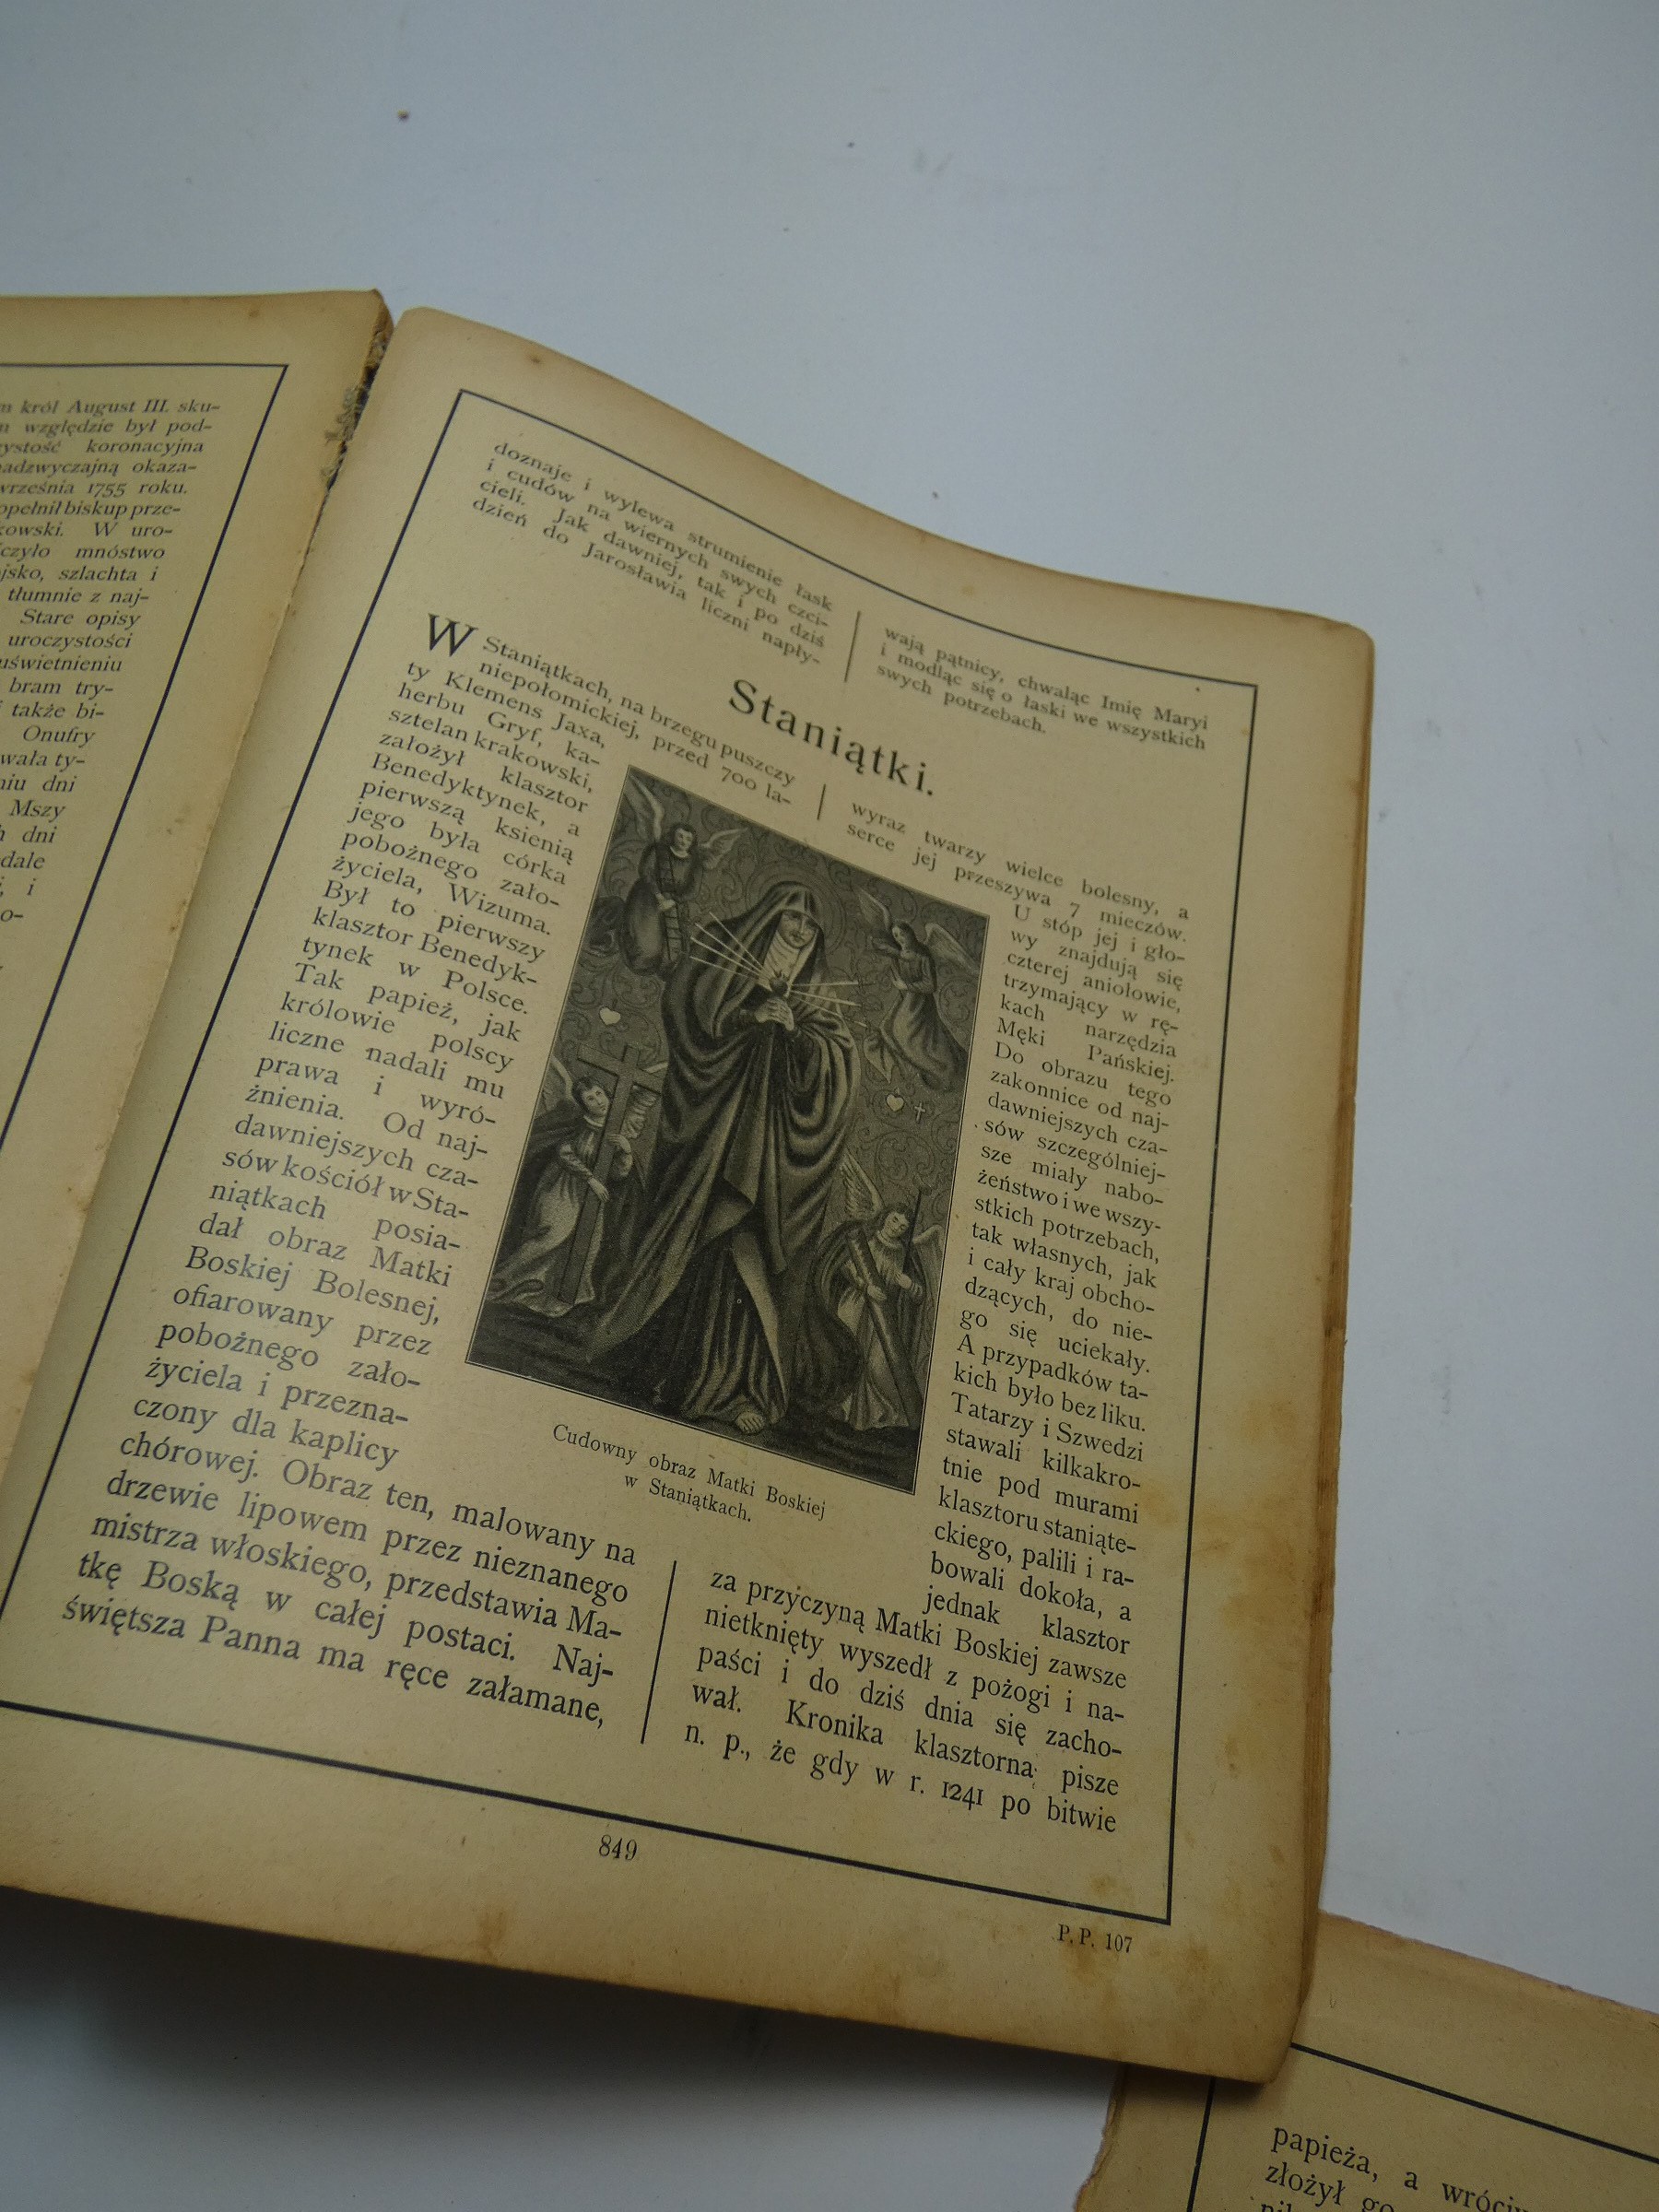 m król August III. sku-
m względzie był pod-
koronacyjna
okaza-
września 1755 roku.
biskup prze-
W uro-
mnóstwo
szlachta i
tłumnie z naj-
Stare opisy
uroczystości
uświetnieniu
bram try-
także bi-
Onufry
ty-
dni
Mszy
dni
i
doznaje i wylewa strumienie łask
i cudów na wiernych swych czci-
cieli. Jak dawniej, tak i po dziś
dzień do Jarosławia liczni napły-
wają pątnicy, chwaląc Imię Maryi
i modląc się o łaski we wszystkich
swych potrzebach.
Staniątki.
W Staniątkach, na brzegu puszczy
niepołomickiej, przed 700 la-
ty Klemens Jaxa,
herbu Gryf, ka-
sztelan krakowski,
założył klasztor
Benedyktynek, a
pierwszą ksienią
jego była córka
pobożnego zało-
życiela, Wizuma.
Był to pierwszy
klasztor Benedyk-
tynek w Polsce.
Tak papież, jak
królowie polscy
liczne nadali mu
prawa i wyró-
żnienia. Od naj-
dawniejszych cza-
sów kościół w Sta-
niątkach posia-
dał obraz Matki
Boskiej Bolesnej,
ofiarowany przez
pobożnego zało-
życiela i przezna-
czony dla kaplicy
chórowej. Obraz ten, malowany na
drzewie lipowem przez nieznanego
mistrza włoskiego, przedstawia Ma-
tkę Boską w całej postaci. Naj-
świętsza Panna ma ręce załamane,
Cudowny obraz Matki Boskiej
w Staniątkach.
wyraz twarzy wielce bolesny, a
serce jej przeszywa 7 mieczów.
U stóp jej i gło-
wy znajdują się
czterej aniołowie,
trzymający w rę-
kach narzędzia
Męki Pańskiej.
Do obrazu tego
zakonnice od naj-
dawniejszych cza-
sów szczególniej-
sze miały nabo-
żeństwo i we wszy-
stkich potrzebach,
tak własnych, jak
i cały kraj obcho-
dzących, do nie-
go się uciekały.
A przypadków ta-
kich było bez liku.
Tatarzy i Szwedzi
stawali kilkakro-
tnie pod murami
klasztoru staniąte-
ckiego, palili i ra-
bowali dokoła, a
jednak klasztor
za przyczyną Matki Boskiej zawsze
nietknięty wyszedł z pożogi i na-
paści i do dziś dnia się zacho-
wał. Kronika klasztorna pisze
n. p., że gdy w r. 1241 po bitwie
849
P. P. 107
papieża, a
złożył